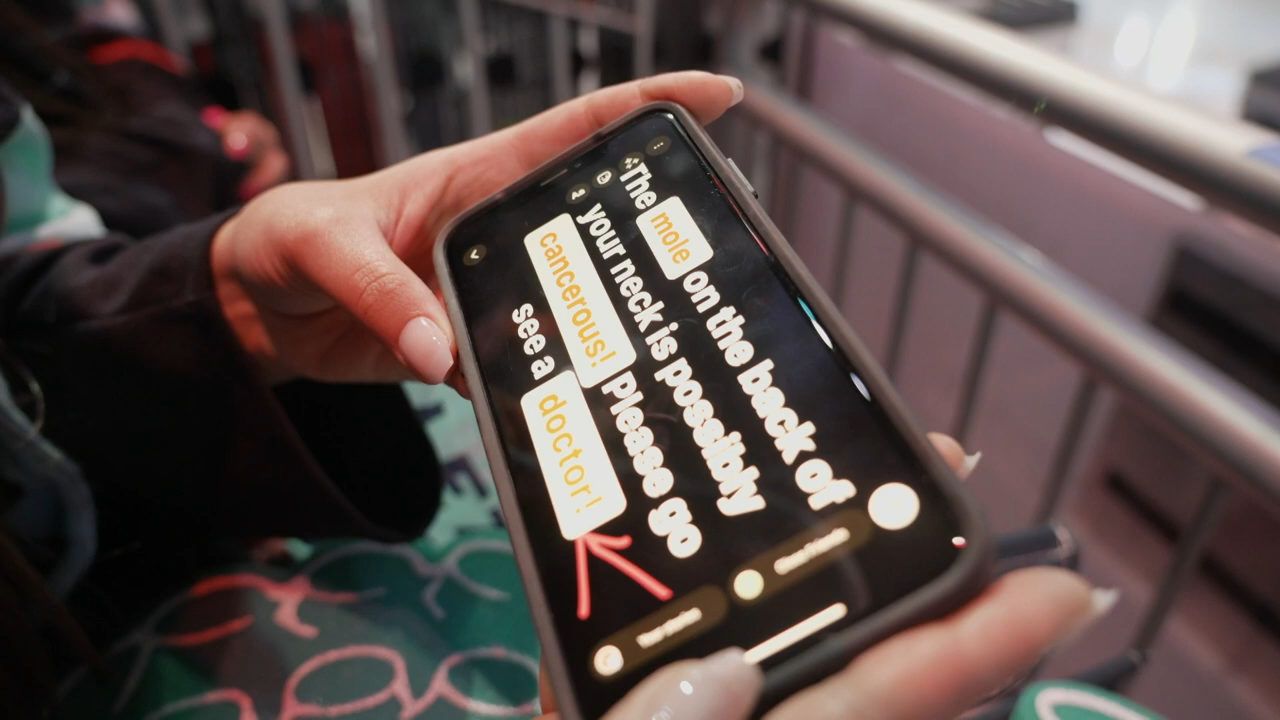 The mole on the back of
your neck is possibly
cancerous! Please go
see a doctor!